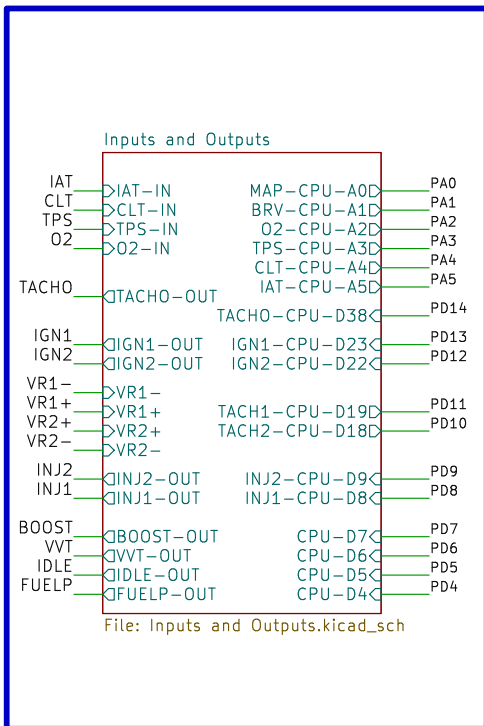 Inputs and Outputs
IAT IAT-IN MAP-CPU-A0 PA0
CLT CLT-IN BRV-CPU-A1 PA1
TPS TPS-IN O2-CPU-A2 PA2
O2 O2-IN TPS-CPU-A3 PA3
CLT-CPU-A4 PA4
IAT-CPU-A5 PA5
TACHO TACHO-OUT
TACHO-CPU-D38 PD14
IGN1 IGN1-OUT IGN1-CPU-D23 PD13
IGN2 IGN2-OUT IGN2-CPU-D22 PD12
VR1- VR1-
VR1+ VR1+ TACH1-CPU-D19 PD11
VR2+ VR2+ TACH2-CPU-D18 PD10
VR2- VR2-
INJ2 INJ2-OUT INJ2-CPU-D9 PD9
INJ1 INJ1-OUT INJ1-CPU-D8 PD8
BOOST BOOST-OUT CPU-D7 PD7
VVT VVT-OUT CPU-D6 PD6
IDLE IDLE-OUT CPU-D5 PD5
FUELP FUELP-OUT CPU-D4 PD4
File: Inputs and Outputs.kicad_sch